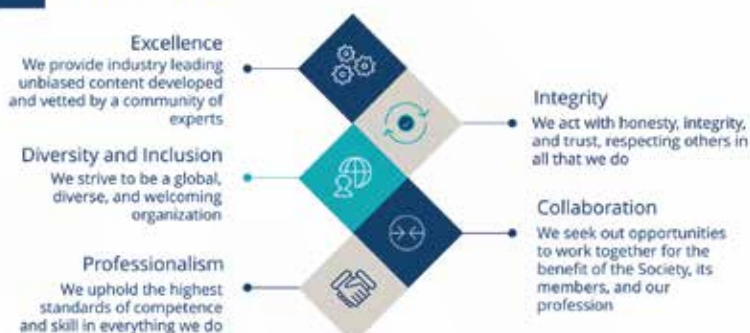 Excellence
We provide industry leading
unbiased content developed
and vetted by a community of
experts
Integrity
We act with honesty, integrity,
and trust, respecting others in
all that we do
Diversity and Inclusion
We strive to be a global,
diverse, and welcoming
organization
Collaboration
We seek out opportunities
to work together for the
benefit of the Society, its
members, and our
profession
Professionalism
We uphold the highest
standards of competence
and skill in everything we do